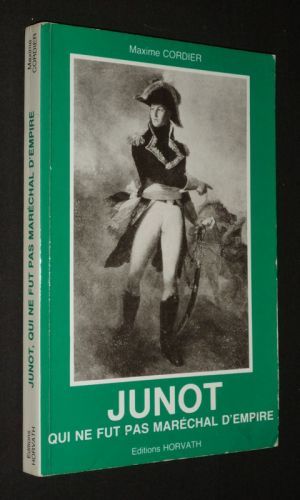 Maxime CORDIER
JUNOT
QUI NE FUT PAS MARÉCHAL D'EMPIRE
Editions HORVATH
Maxime
CORDIER
JUNOT, QUI NE FUT PAS MARÉCHAL D'EMPIRE
Editions
HORVATH